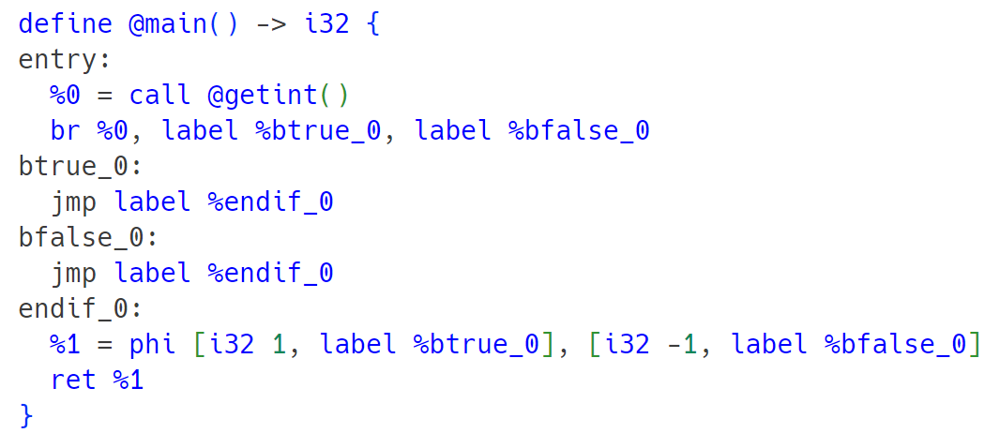 define @main() -> i32 {
entry:
  %0 = call @getint()
  br %0, label %btrue_0, label %bfalse_0
btrue_0:
  jmp label %endif_0
bfalse_0:
  jmp label %endif_0
endif_0:
  %1 = phi [i32 1, label %btrue_0], [i32 -1, label %bfalse_0]
  ret %1
}